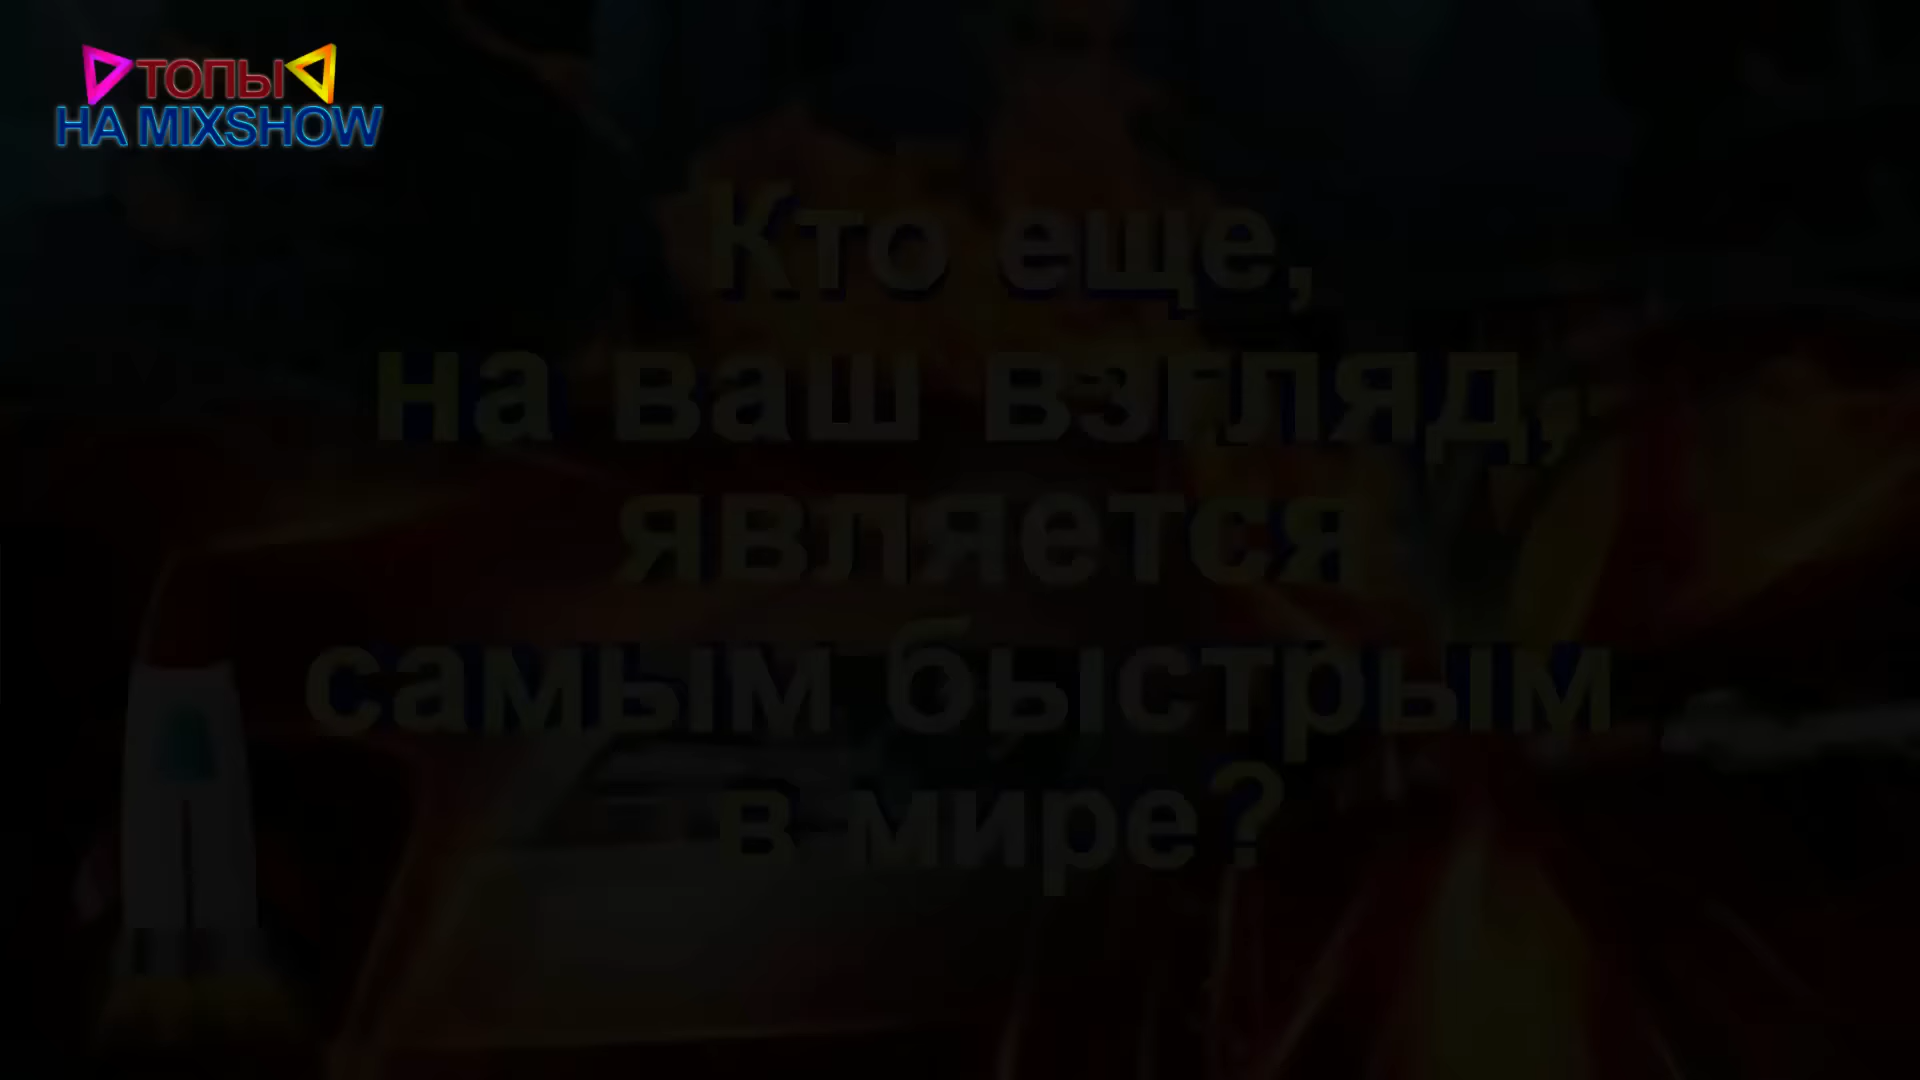 ТОПЫ
НА MIXSHOW
Кто еще,
на ваш взгляд,
является
самым быстрым
в мире?